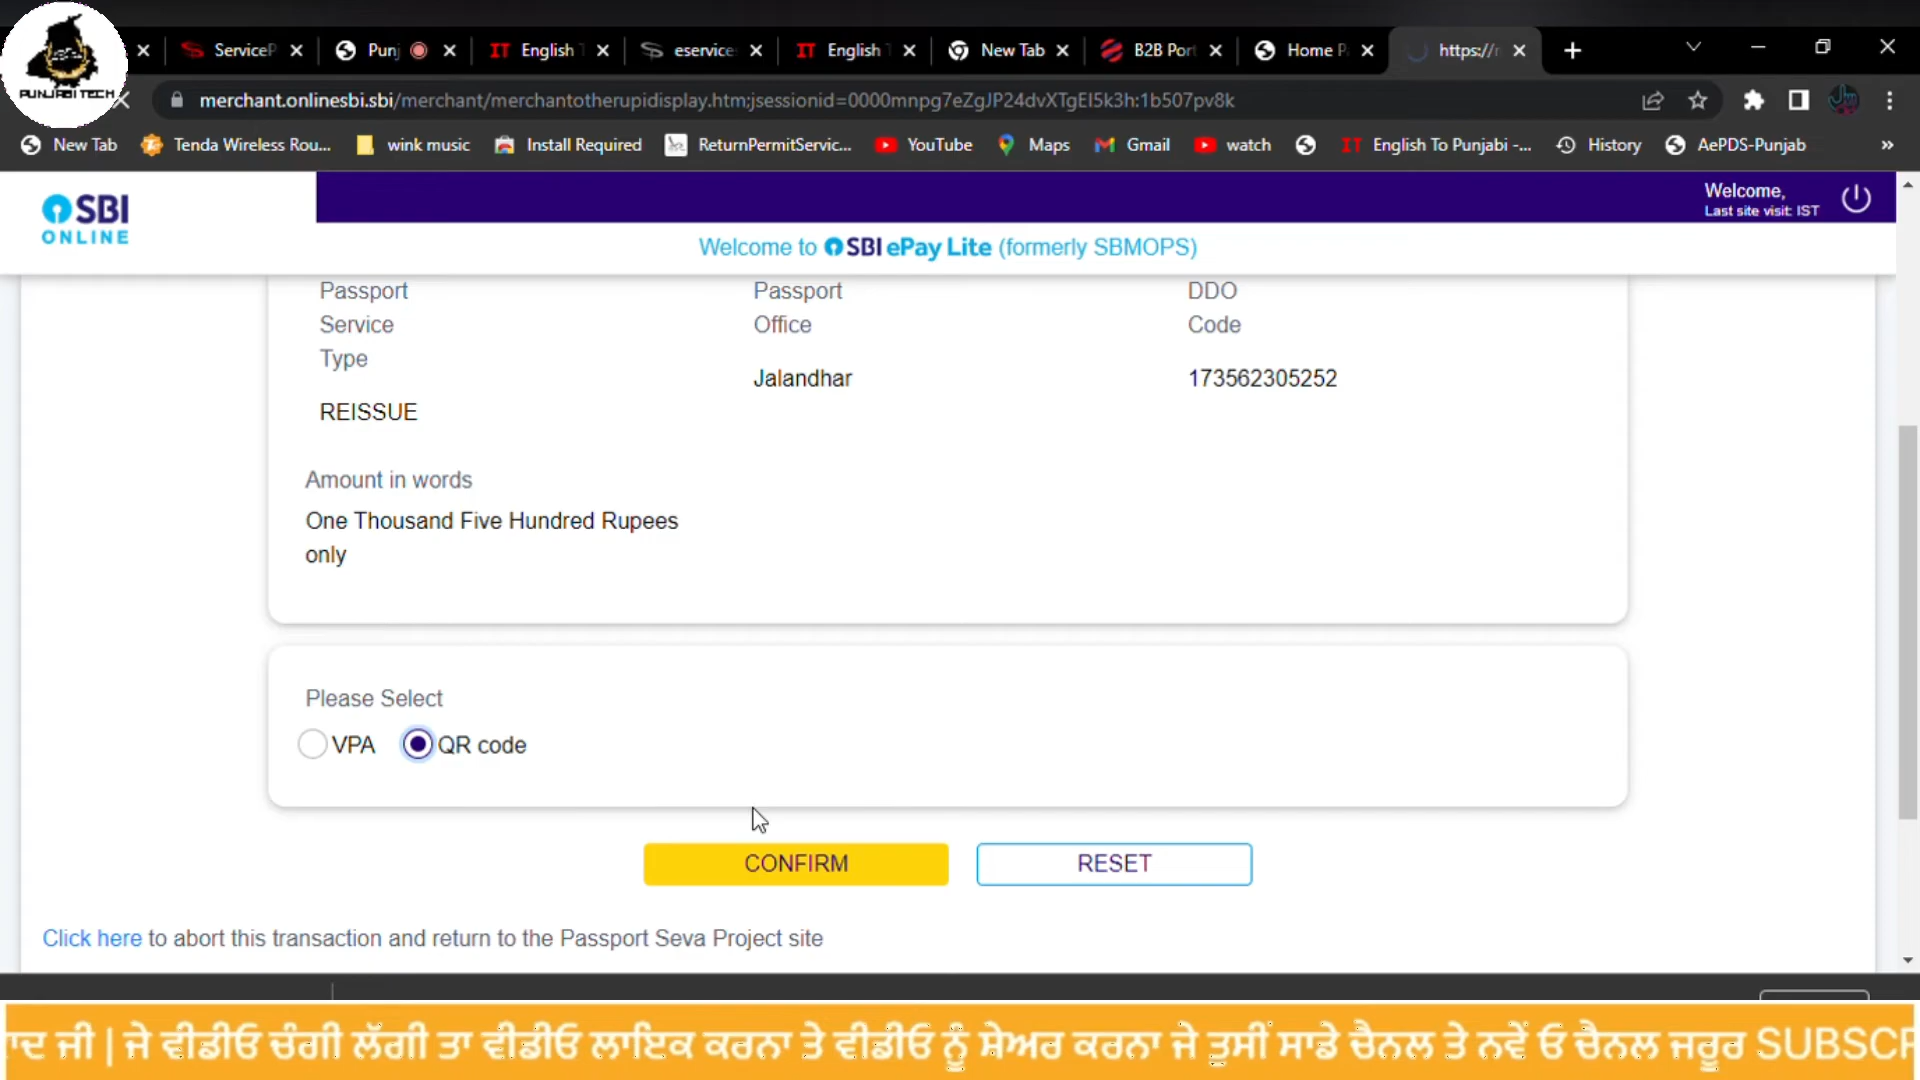 ServiceP
Punj
English T
eservice
English T
New Tab
B2B Port
Home P
https://
PUNJABI TECH
merchant.onlinesbi.sbi/merchant/merchantotherupidisplay.htm;jsessionid=0000mnpg7eZgJP24dvXTgEI5k3h:1b507pv8k
New Tab
Tenda Wireless Rou...
wink music
Install Required
ReturnPermitServic...
YouTube
Maps
Gmail
watch
English To Punjabi -...
History
AePDS-Punjab
»
SBI
ONLINE
Welcome,
Last site visit: IST
Welcome to SBI ePay Lite (formerly SBMOPS)
Passport
Service
Type
REISSUE
Passport
Office
Jalandhar
DDO
Code
173562305252
Amount in words
One Thousand Five Hundred Rupees
only
Please Select
VPA QR code
CONFIRM
RESET
Click here to abort this transaction and return to the Passport Seva Project site
ਾਦ ਜੀ | ਜੇ ਵੀਡੀਓ ਚੰਗੀ ਲੱਗੀ ਤਾ ਵੀਡੀਓ ਲਾਇਕ ਕਰਨਾ ਤੇ ਵੀਡੀਓ ਨੂੰ ਸ਼ੇਅਰ ਕਰਨਾ ਜੇ ਤੁਸੀ ਸਾਡੇ ਚੈਨਲ ਤੇ ਨਵੇਂ ਓ ਚੈਨਲ ਜਰੂਰ SUBSCR